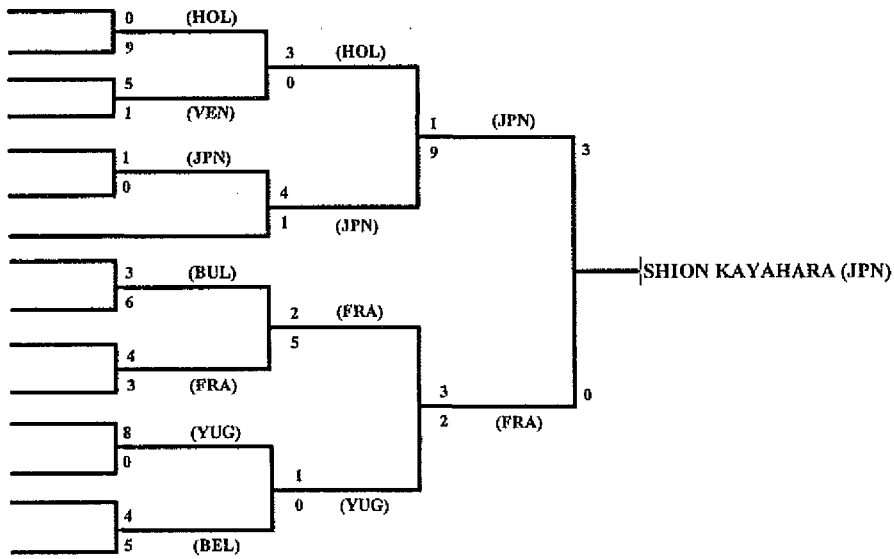 0 (HOL)
9
3 (HOL)
0
5
1 (VEN)
1 (JPN)
9
3
1 (JPN)
0
4
1 (JPN)
SHION KAYAHARA (JPN)
3 (BUL)
6
2 (FRA)
5
4
3 (FRA)
3
2 (FRA)
0
8 (YUG)
0
1
0 (YUG)
4
5 (BEL)